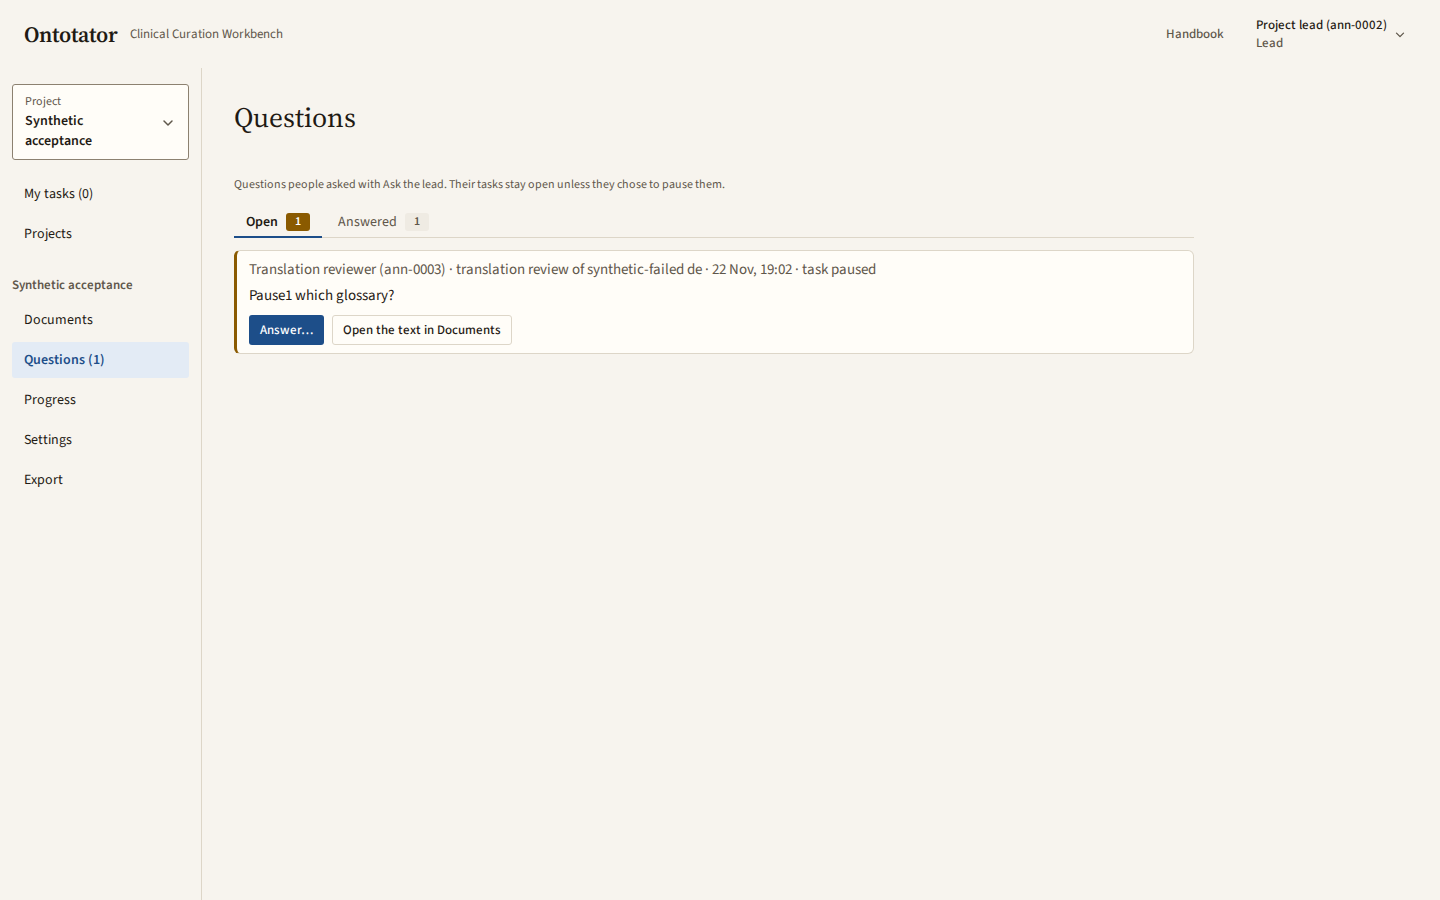 Ontotator Clinical Curation Workbench
Handbook
Project lead (ann-0002)
Lead
Project
Synthetic
acceptance
My tasks (0)
Projects
Synthetic acceptance
Documents
Questions (1)
Progress
Settings
Export
Questions
Questions people asked with Ask the lead. Their tasks stay open unless they chose to pause them.
Open 1 Answered 1
Translation reviewer (ann-0003) · translation review of synthetic-failed de · 22 Nov, 19:02 · task paused
Pause1 which glossary?
Answer… Open the text in Documents